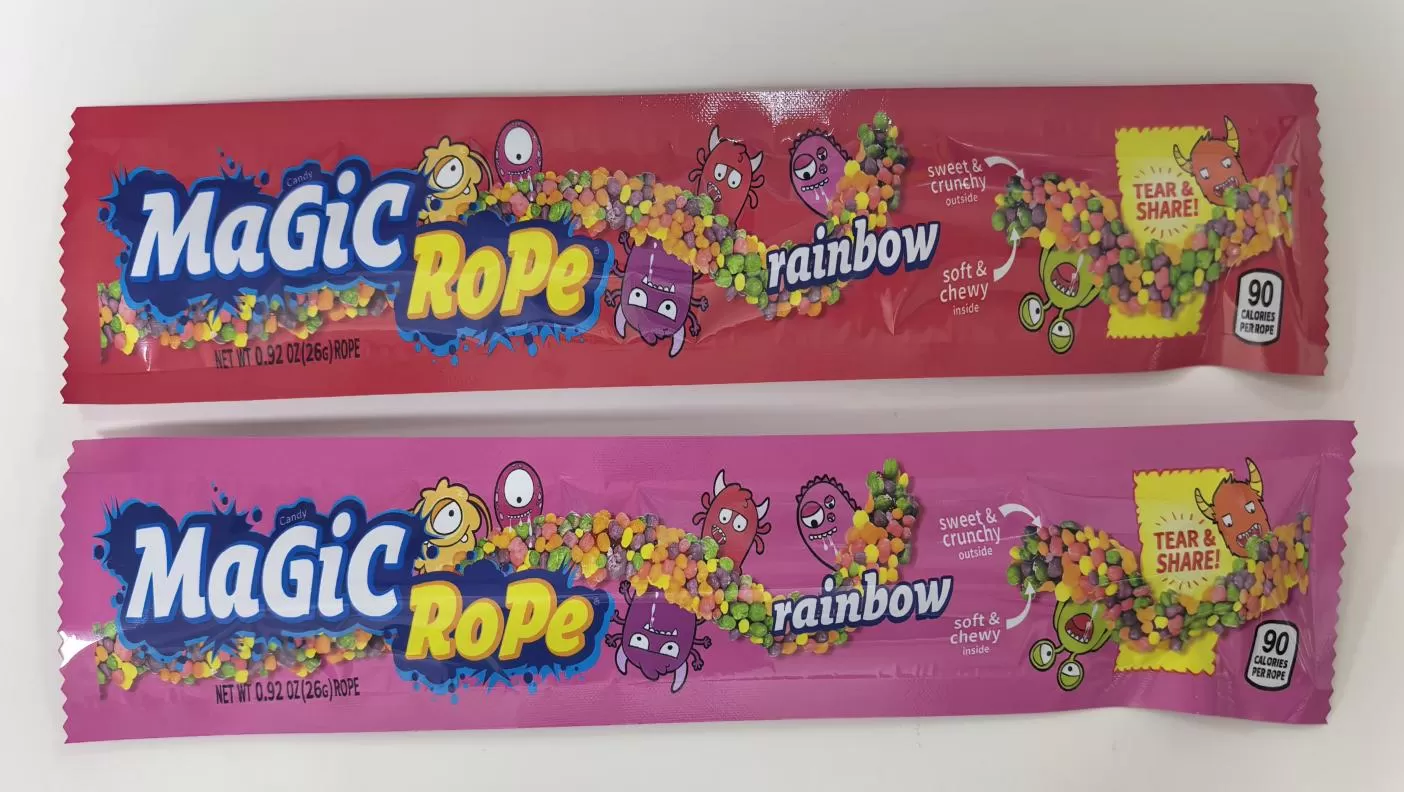 Candy
MaGiC
RoPe
®
rainbow
NET WT 0.92 OZ(26G)ROPE
sweet &
crunchy
outside
soft &
chewy
inside
TEAR &
SHARE!
90
CALORIES
PER ROPE
Candy
MaGiC
RoPe
rainbow
NET WT 0.92 OZ(26G)ROPE
sweet &
crunchy
outside
soft &
chewy
inside
TEAR &
SHARE!
90
CALORIES
PER ROPE